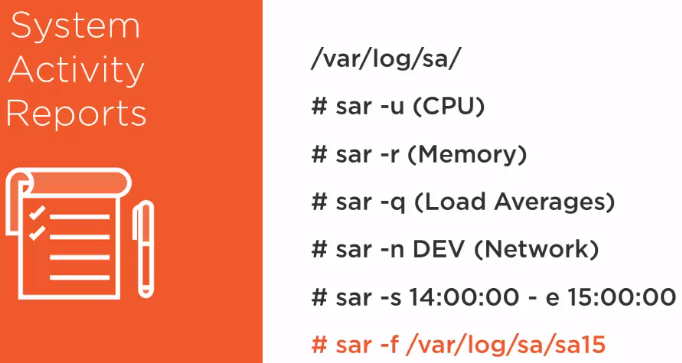 System
Activity
Reports
/var/log/sa/
# sar -u (CPU)
# sar -r (Memory)
# sar -q (Load Averages)
# sar -n DEV (Network)
# sar -s 14:00:00 - e 15:00:00
# sar -f /var/log/sa/sa15